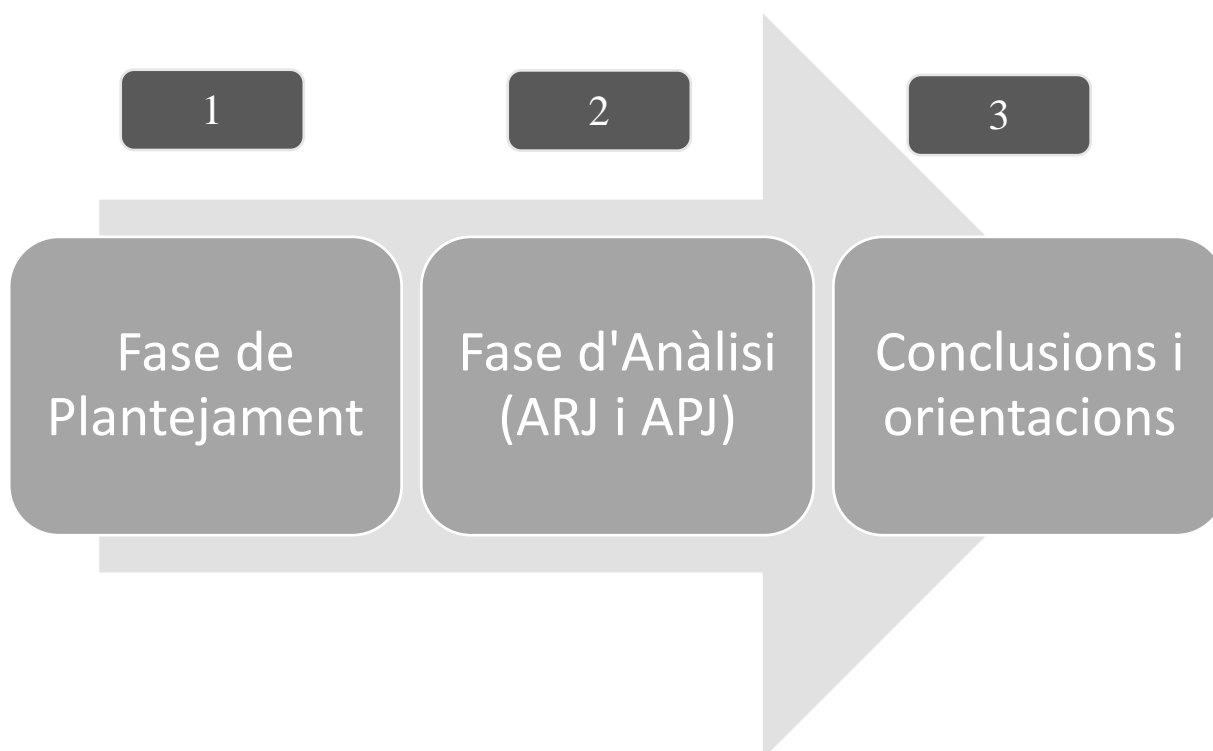 1
2
3
Fase de
Plantejament
Fase d'Anàlisi
(ARJ i APJ)
Conclusions i
orientacions